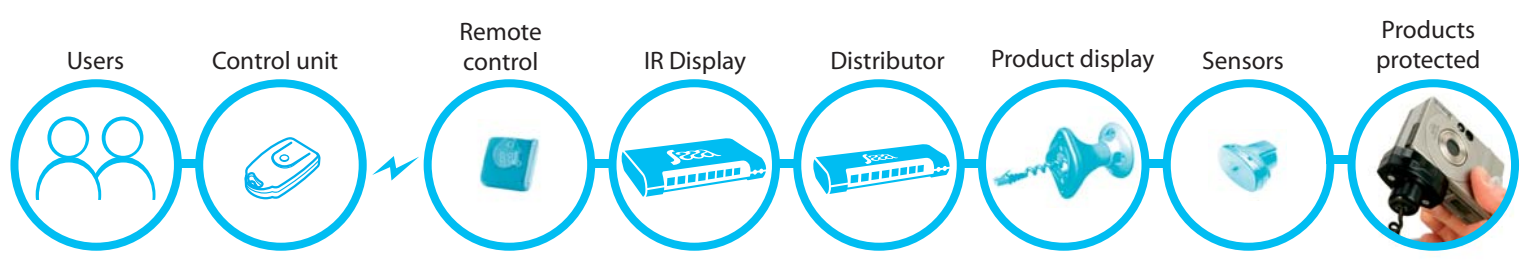 Users
Control unit
Remote
control
IR Display
Distributor
Product display
Sensors
Products
protected